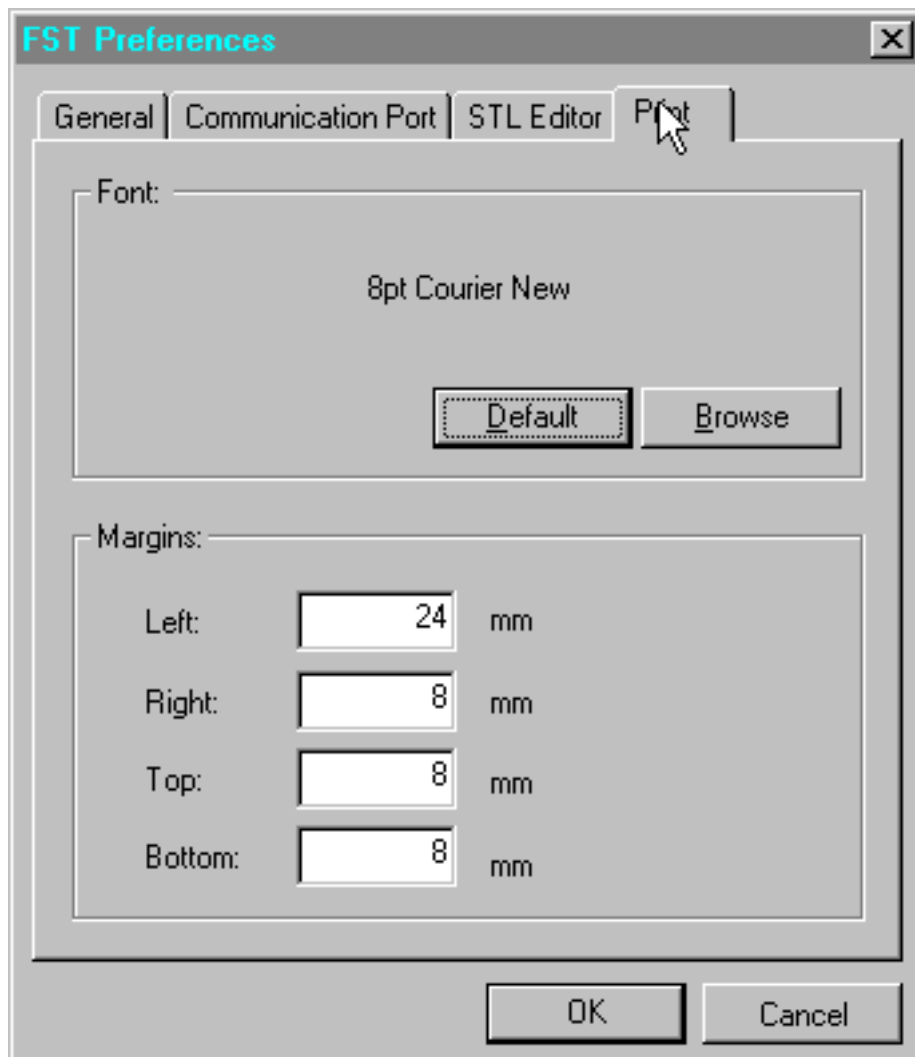 FST Preferences
General Communication Port STL Editor Print
Font:
8pt Courier New
Default Browse
Margins:
Left: 24 mm
Right: 8 mm
Top: 8 mm
Bottom: 8 mm
OK Cancel